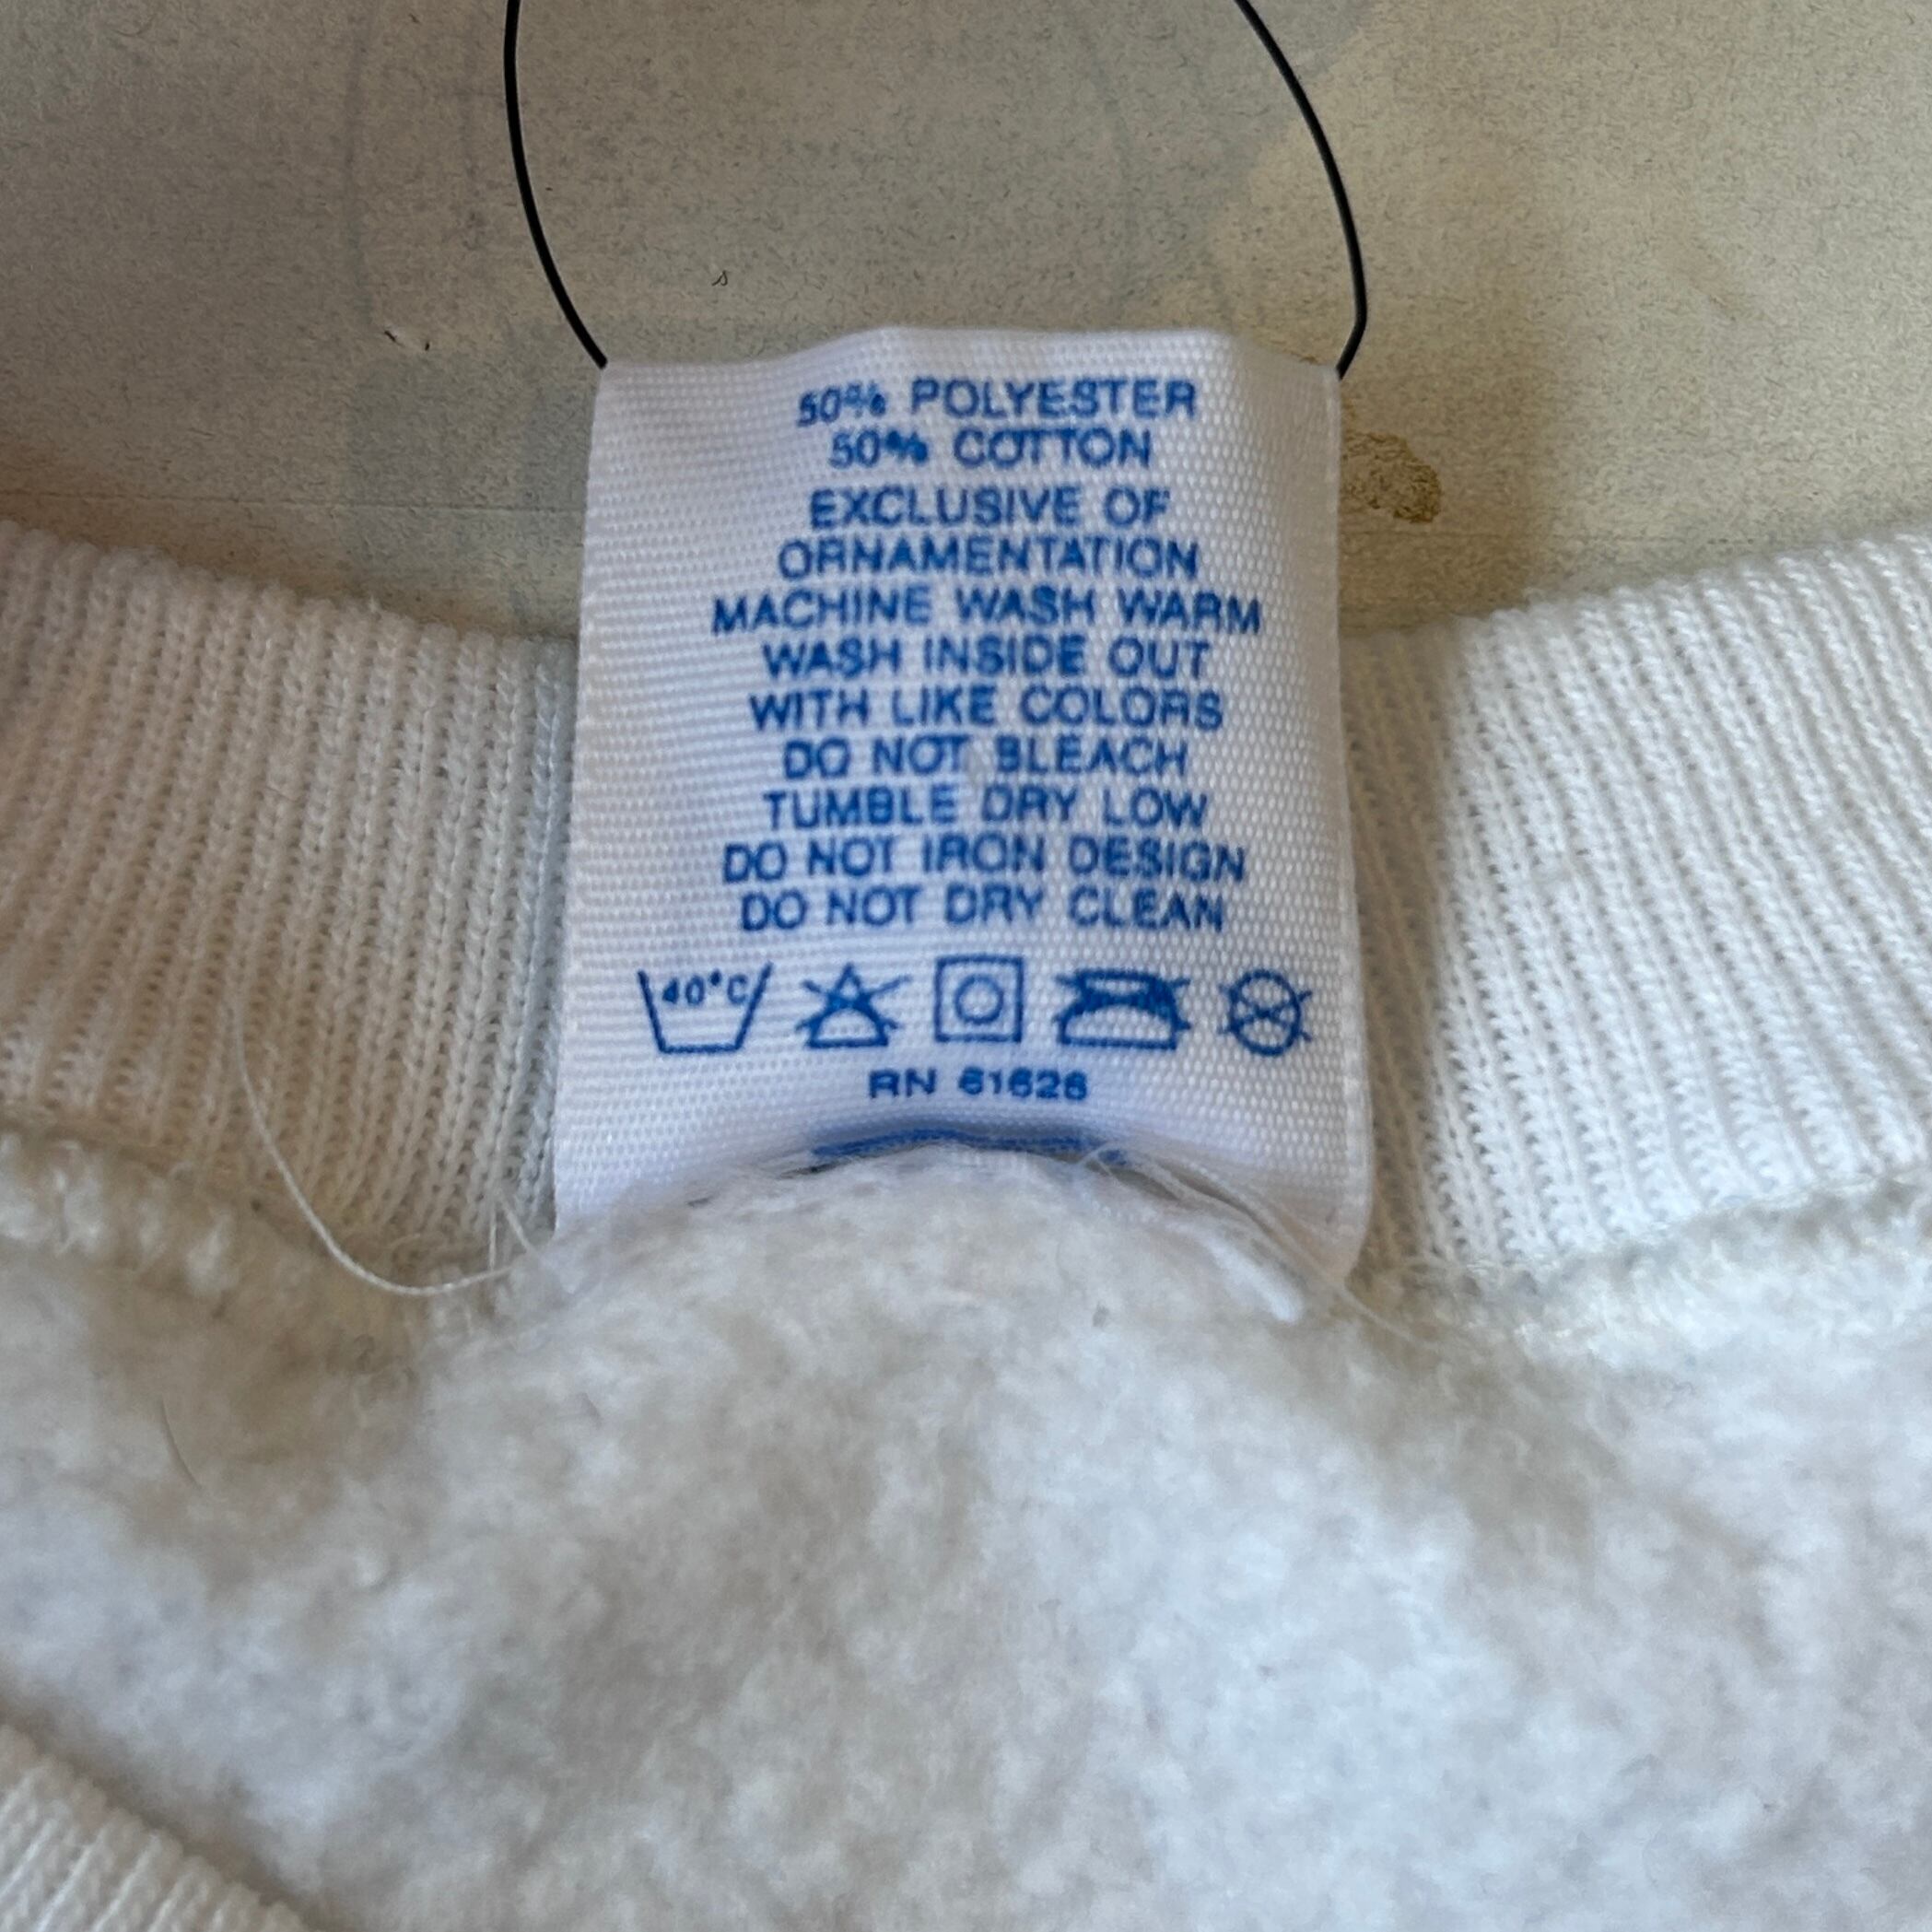 50% POLYESTER
50% COTTON
EXCLUSIVE OF
ORNAMENTATION
MACHINE WASH WARM
WASH INSIDE OUT
WITH LIKE COLORS
DO NOT BLEACH
TUMBLE DRY LOW
DO NOT IRON DESIGN
DO NOT DRY CLEAN
40°C
RN 61626